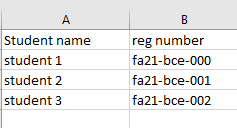 A B
Student name reg number
student 1 fa21-bce-000
student 2 fa21-bce-001
student 3 fa21-bce-002